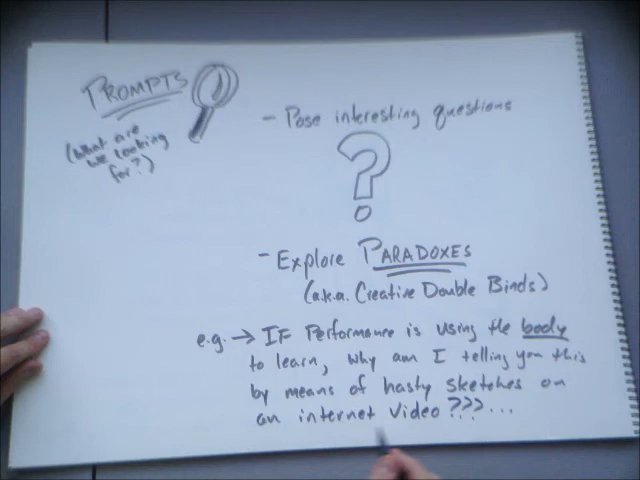 PROMPTS
(what are
we looking
for?)
- Pose interesting questions
?
- Explore PARADOXES
(a.k.a. Creative Double Binds)
e.g. → IF Performance is using the body
to learn, why am I telling you this
by means of hasty sketches on
an internet video ???...